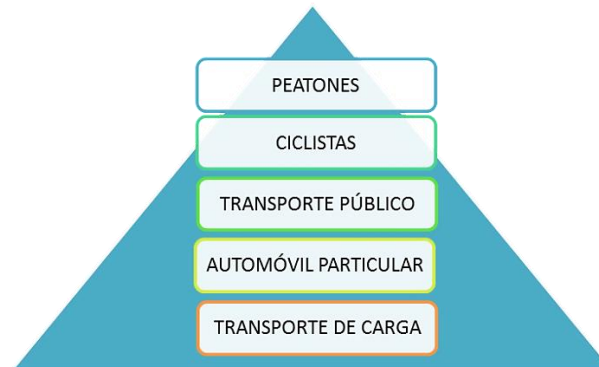 PEATONES
CICLISTAS
TRANSPORTE PÚBLICO
AUTOMÓVIL PARTICULAR
TRANSPORTE DE CARGA